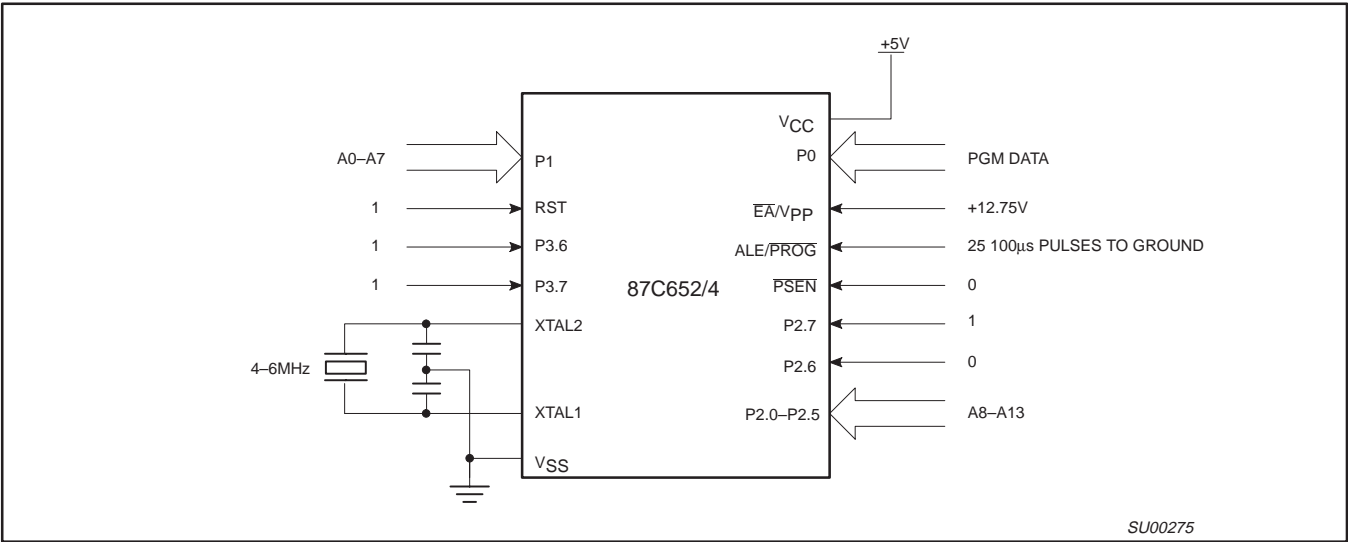 +5V
VCC
A0–A7
P1
P0
PGM DATA
1
RST
EA/VPP
+12.75V
1
P3.6
ALE/PROG
25 100μs PULSES TO GROUND
1
P3.7
87C652/4
PSEN
0
XTAL2
P2.7
1
4–6MHz
P2.6
0
XTAL1
P2.0–P2.5
A8–A13
VSS
SU00275